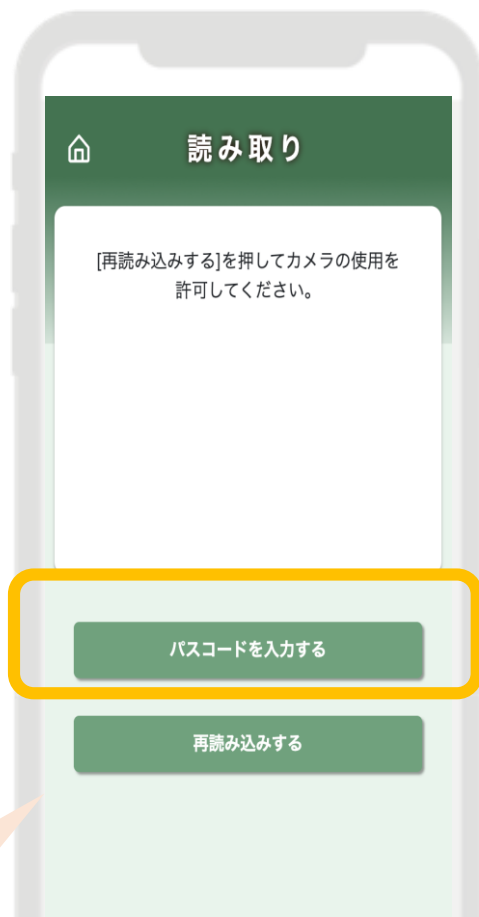 読み取り
[再読み込みする]を押してカメラの使用を
許可してください。
パスコードを入力する
再読み込みする